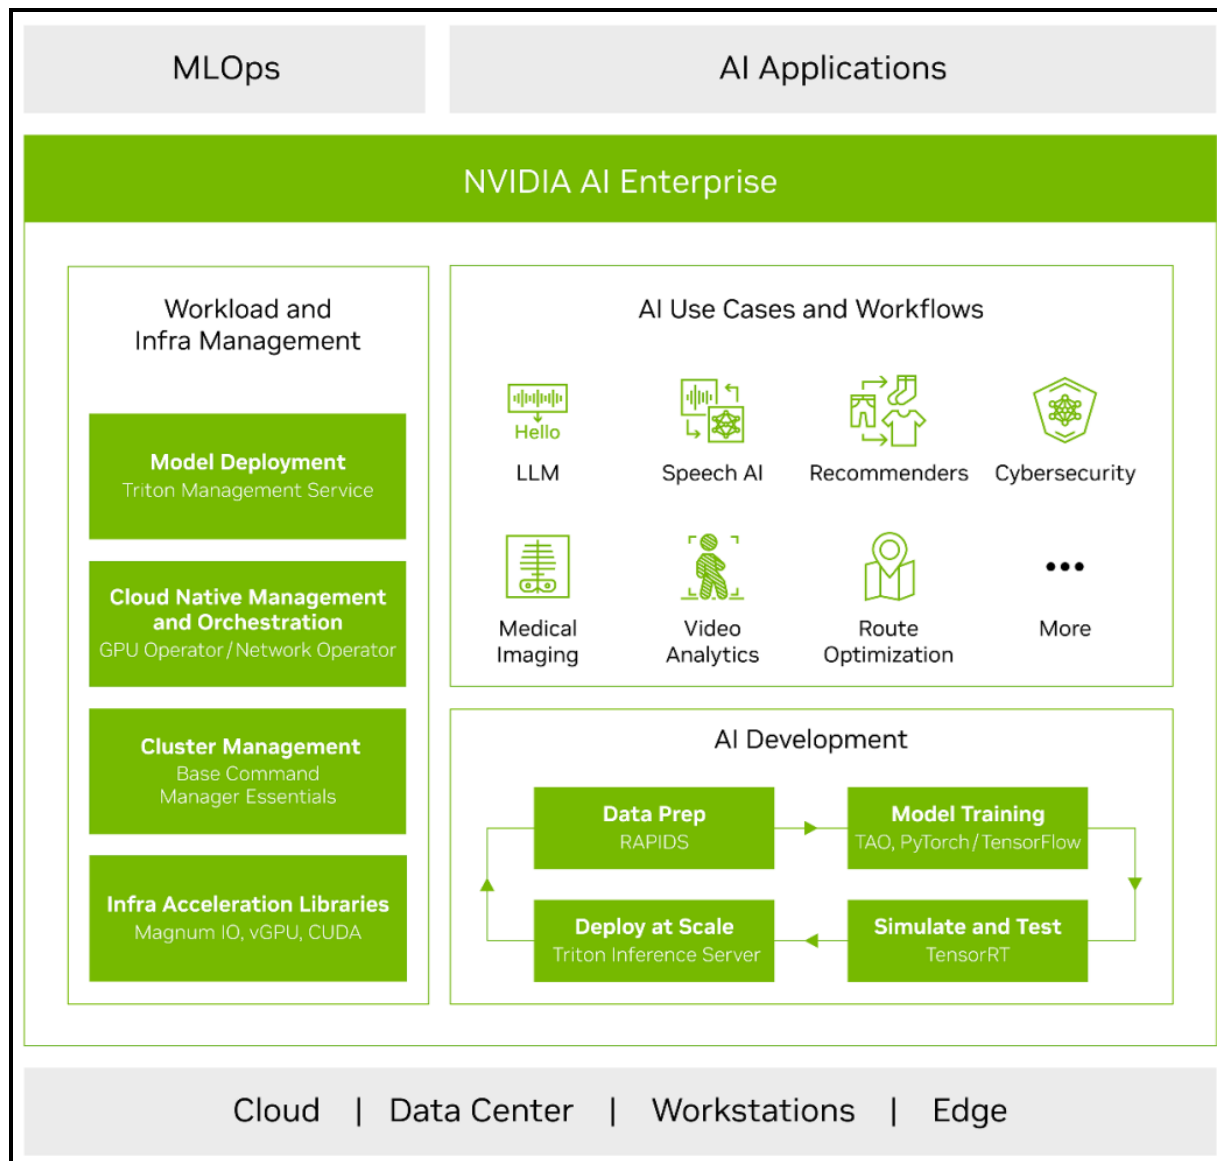 MLOps
AI Applications
NVIDIA AI Enterprise
Workload and
Infra Management
Model Deployment
Triton Management Service
Cloud Native Management
and Orchestration
GPU Operator/Network Operator
Cluster Management
Base Command
Manager Essentials
Infra Acceleration Libraries
Magnum IO, vGPU, CUDA
AI Use Cases and Workflows
Hello
LLM
Speech AI
Recommenders
Cybersecurity
Medical
Imaging
Video
Analytics
Route
Optimization
More
AI Development
Data Prep
RAPIDS
Model Training
TAO, PyTorch/TensorFlow
Deploy at Scale
Triton Inference Server
Simulate and Test
TensorRT
Cloud | Data Center | Workstations | Edge